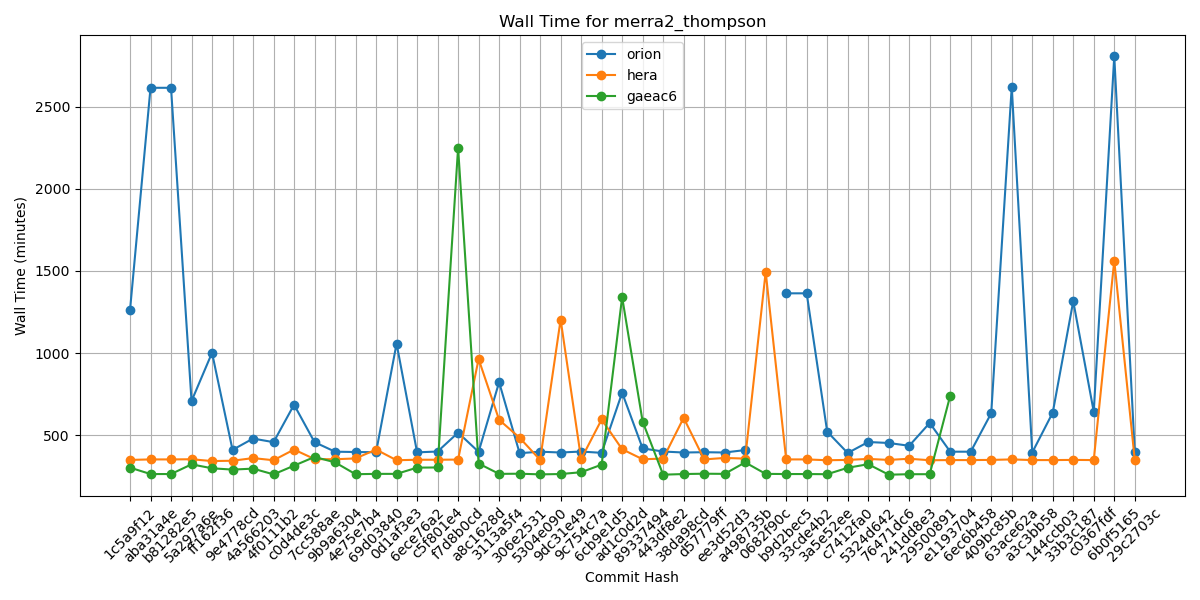 Wall Time for merra2_thompson
orion
hera
gaeac6
Wall Time (minutes)
2500
2000
1500
1000
500
1c5a9f12
aba31a4e
b81282e5
5a297a6e
ff162f36
9e4778cd
4a566203
4f0111b2
c0d4de3c
7cc588ae
9b9a6304
4e75e7b4
69d03840
0d1af3e3
6ece76a2
c5f801e4
f7d8b0cd
a8c1628d
3113a5f4
306e2531
5304e090
9dc31e49
9c754c7a
6cb9e1d5
ad1c0d2d
89337494
443df8e2
38da98cd
d57779ff
ee3d52d3
a498735b
0682f90c
b9d2bec5
33cde4b2
3a5e52ee
c7412fa0
5324d642
76471dc6
241dd8e3
29500891
e1193704
6ec6b458
409bc85b
63ace62a
a3c3bb58
144ccb03
33b3c187
c0367fdf
6b0f5165
29c2703c
Commit Hash